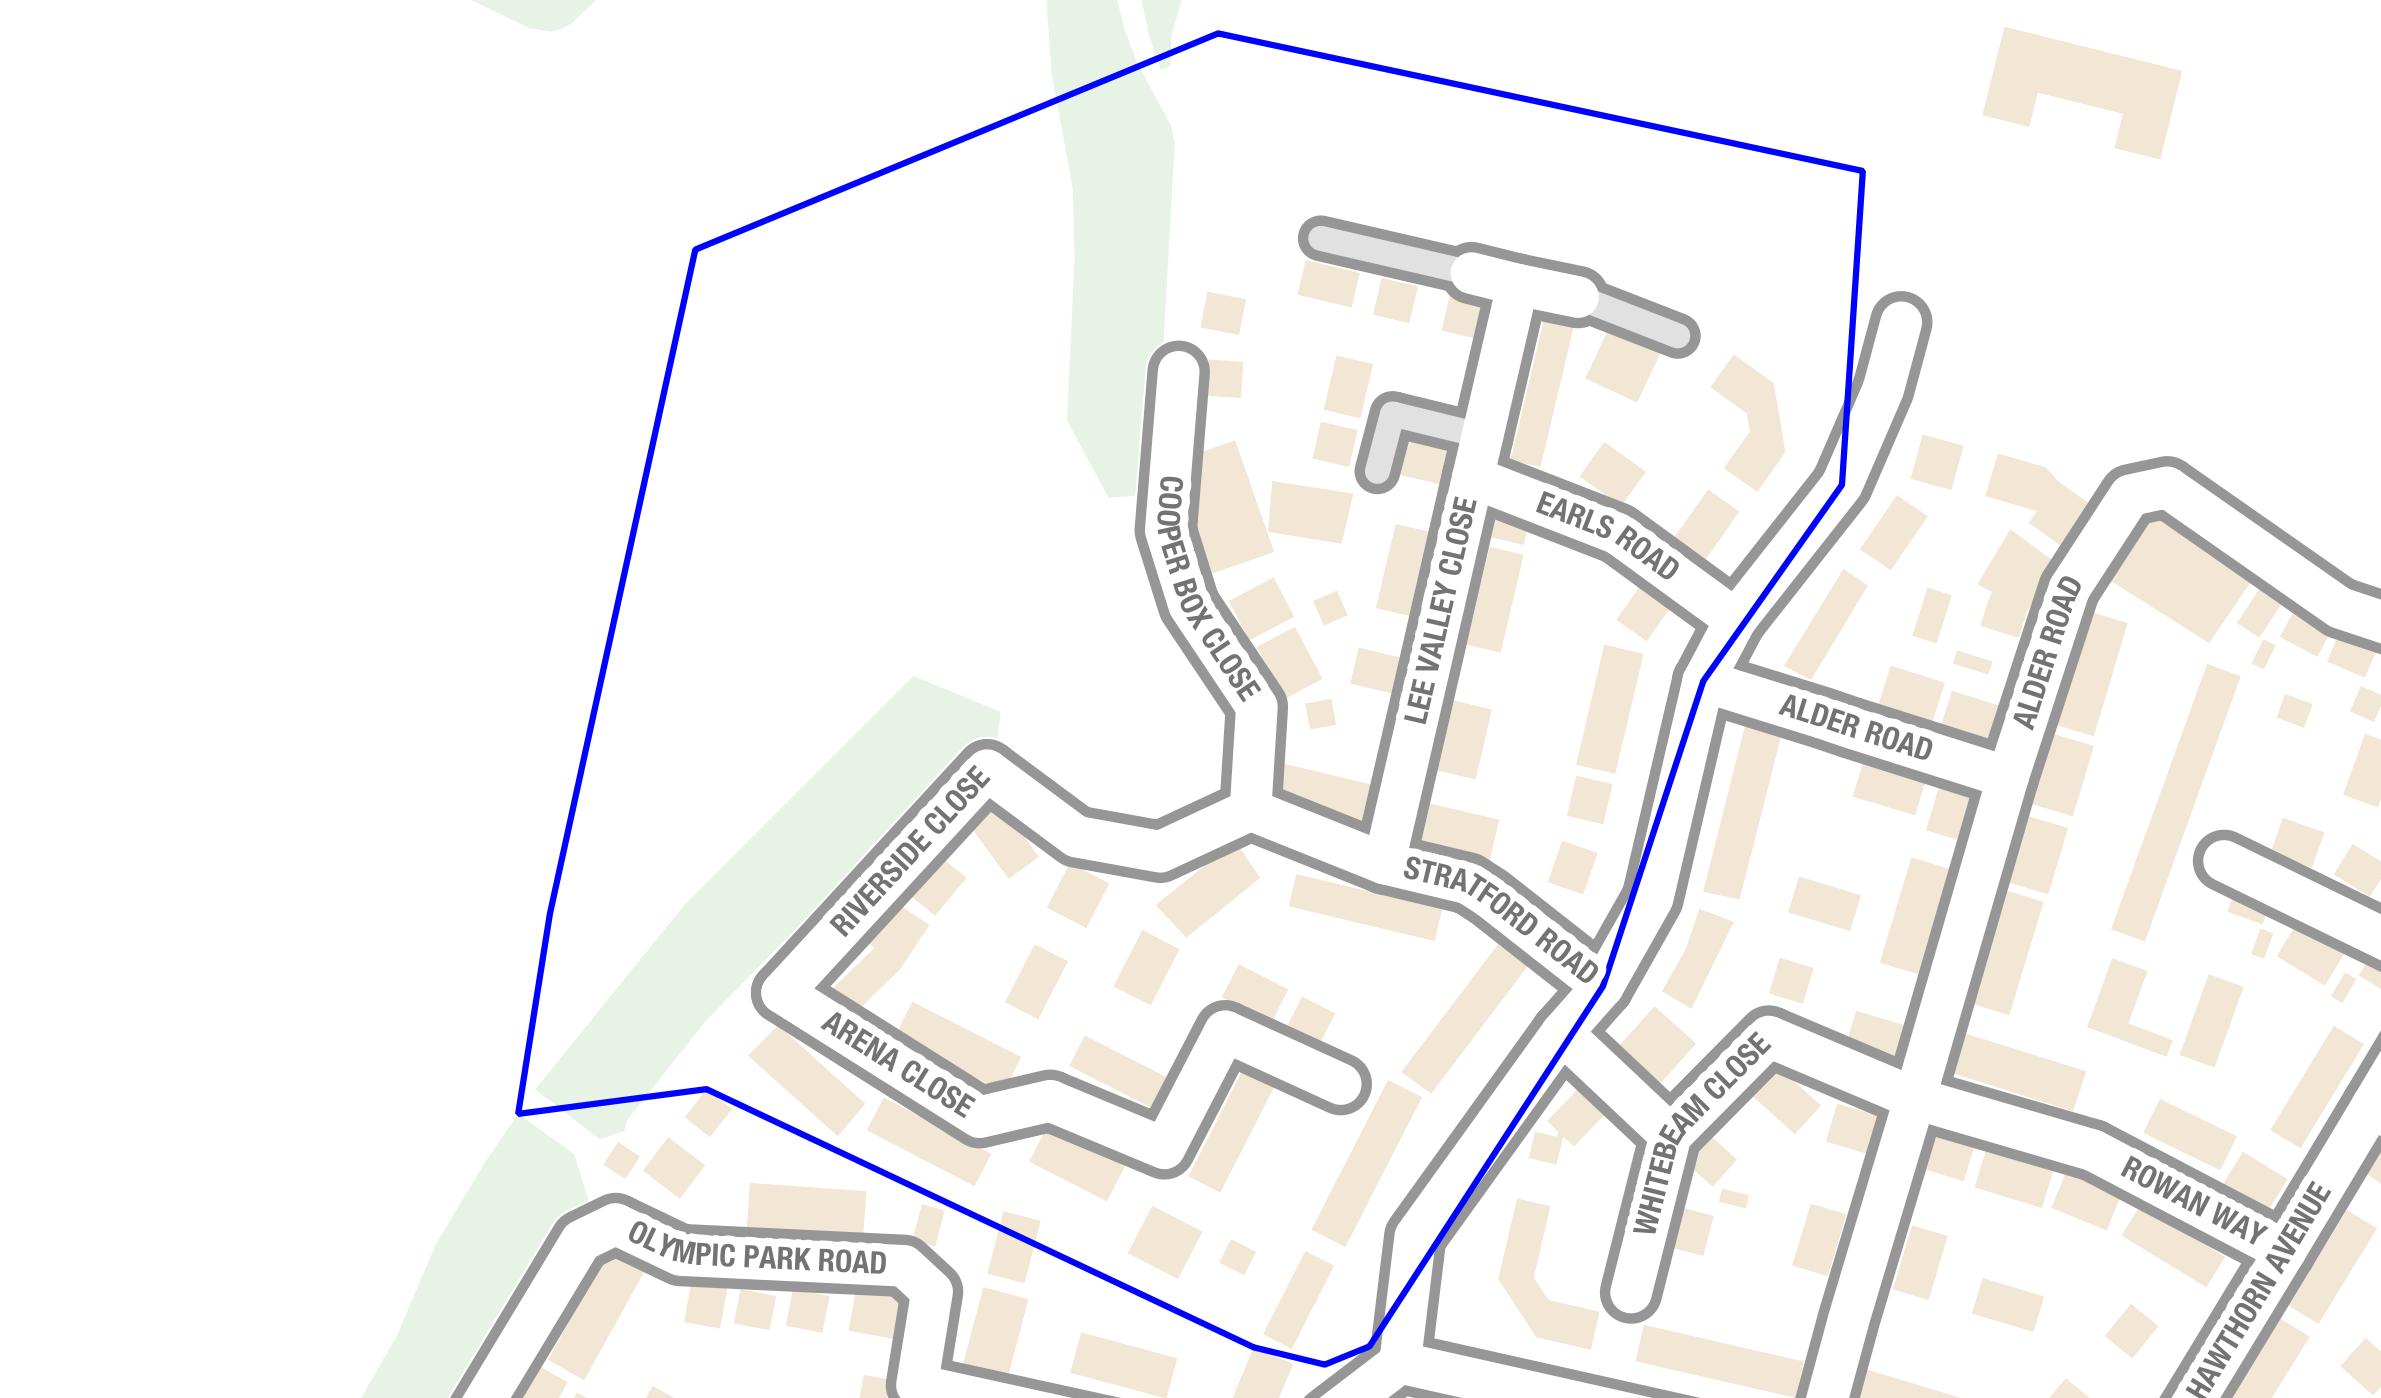 COOPER BOX CLOSE
LEE VALLEY CLOSE
EARLS ROAD
ALDER ROAD
ALDER ROAD
RIVERSIDE CLOSE
STRATFORD ROAD
ARENA CLOSE
WHITEBEAM CLOSE
OLYMPIC PARK ROAD
ROWAN WAY
HAWTHORN AVENUE